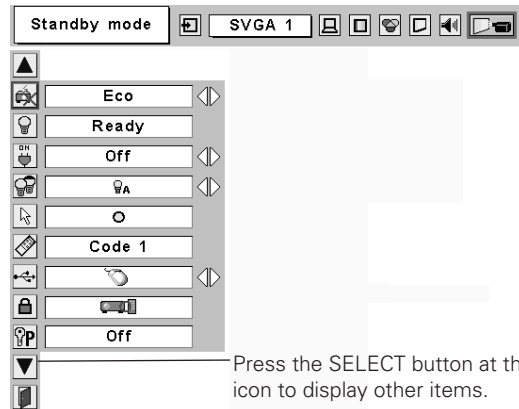 Standby mode
SVGA 1
Eco
Ready
ON
Off
A
Code 1
P
Off
Press the SELECT button at
icon to display other items.